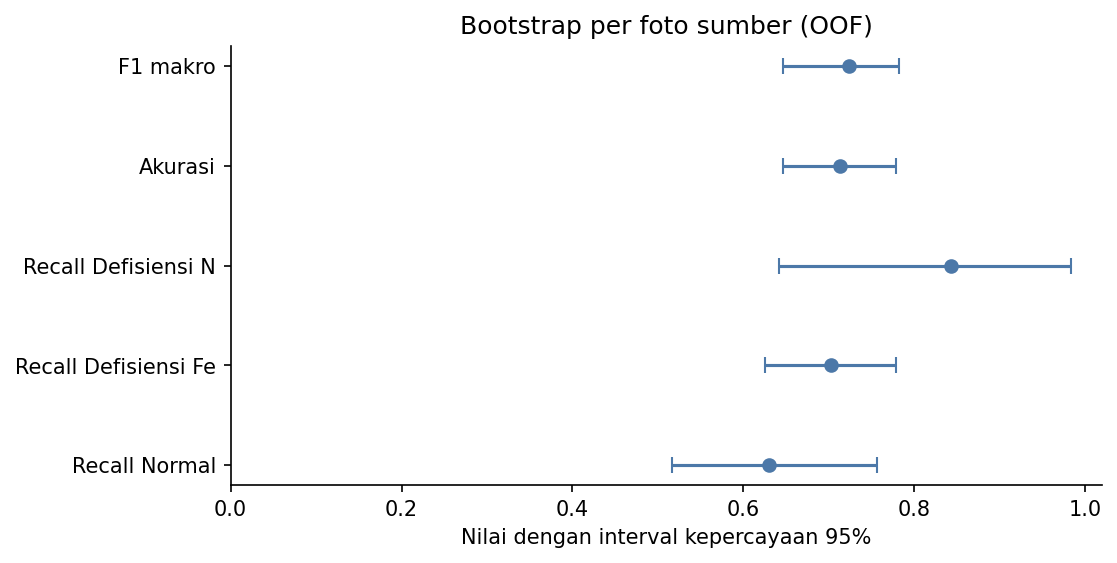 Bootstrap per foto sumber (OOF)
F1 makro
Akurasi
Recall Defisiensi N
Recall Defisiensi Fe
Recall Normal
0.0 0.2 0.4 0.6 0.8 1.0
Nilai dengan interval kepercayaan 95%